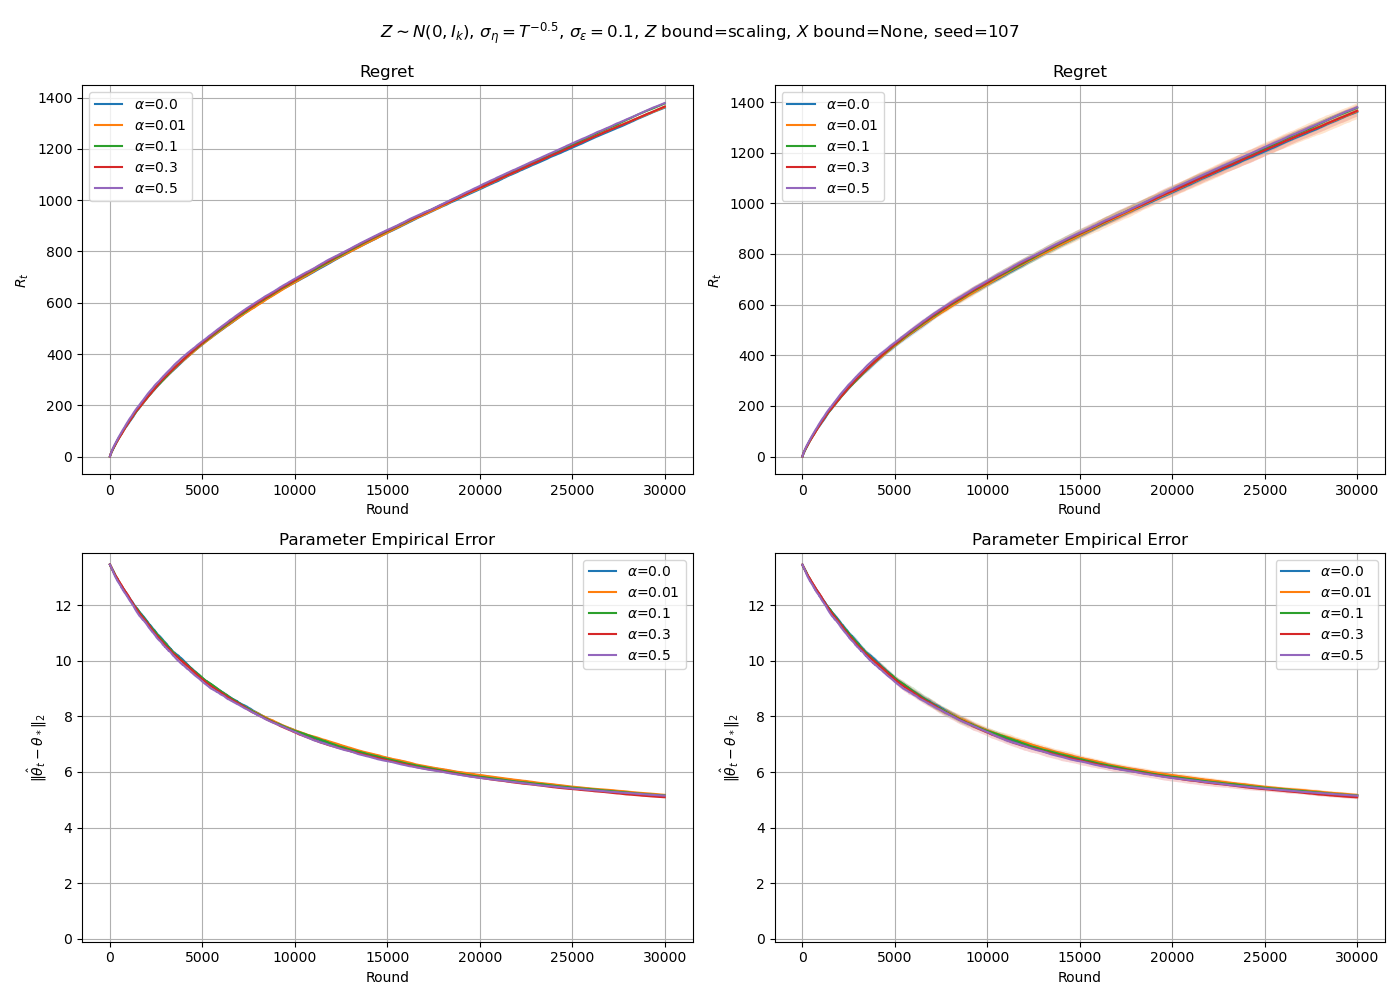 Z ∼ N(0, I_k), σ_η = T^{−0.5}, σ_ε = 0.1, Z bound=scaling, X bound=None, seed=107
Regret
1400
1200
1000
800
600
400
200
0
R_t
α=0.0
α=0.01
α=0.1
α=0.3
α=0.5
0 5000 10000 15000 20000 25000 30000
Round
Regret
1400
1200
1000
800
600
400
200
0
R_t
α=0.0
α=0.01
α=0.1
α=0.3
α=0.5
0 5000 10000 15000 20000 25000 30000
Round
Parameter Empirical Error
12
10
8
6
4
2
0
‖θ̂_t − θ_*‖_2
α=0.0
α=0.01
α=0.1
α=0.3
α=0.5
0 5000 10000 15000 20000 25000 30000
Round
Parameter Empirical Error
12
10
8
6
4
2
0
‖θ̂_t − θ_*‖_2
α=0.0
α=0.01
α=0.1
α=0.3
α=0.5
0 5000 10000 15000 20000 25000 30000
Round